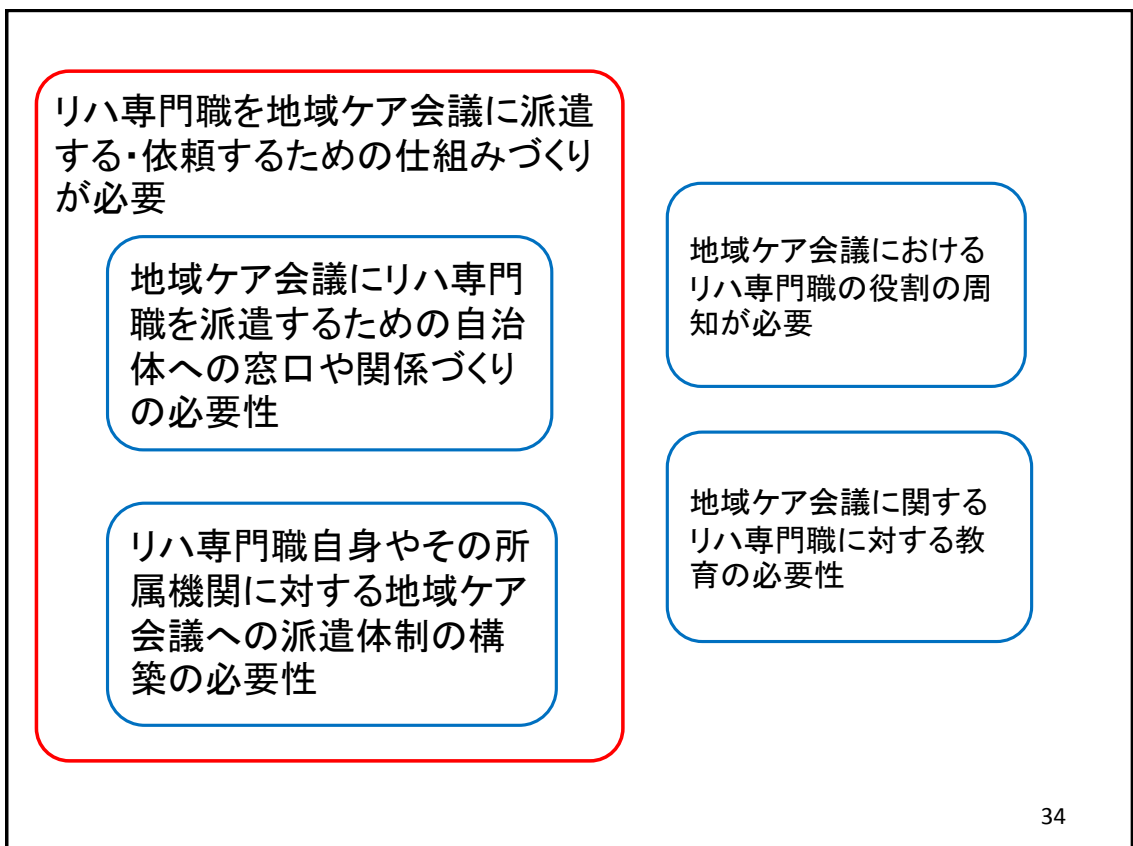 リハ専門職を地域ケア会議に派遣
する・依頼するための仕組みづくり
が必要
地域ケア会議にリハ専門
職を派遣するための自治
体への窓口や関係づくり
の必要性
リハ専門職自身やその所
属機関に対する地域ケア
会議への派遣体制の構
築の必要性
地域ケア会議における
リハ専門職の役割の周
知が必要
地域ケア会議に関する
リハ専門職に対する教
育の必要性
34